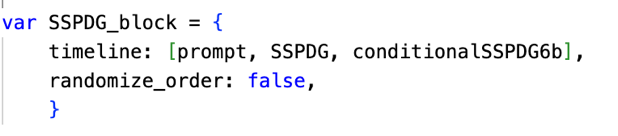 var SSPDG_block = {
    timeline: [prompt, SSPDG, conditionalSSPDG6b],
    randomize_order: false,
    }